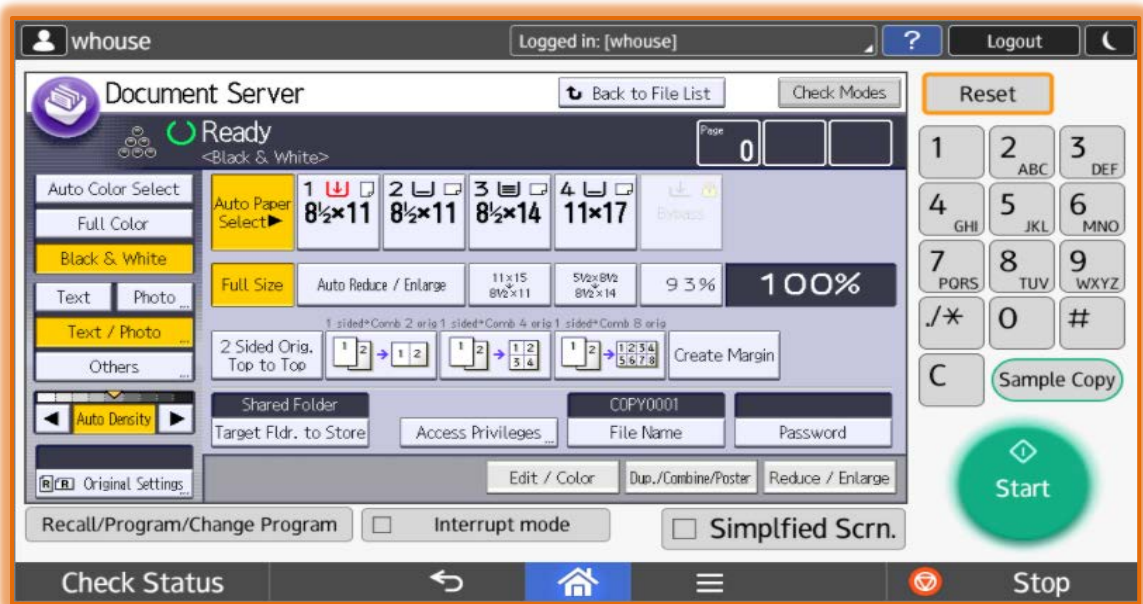 whouse Logged in: [whouse] ? Logout
Document Server Back to File List Check Modes Reset
Ready Page 0
<Black & White>
1 2 ABC 3 DEF
Auto Color Select
Full Color
Black & White
Text Photo
Text / Photo
Others
Auto Paper Select▶ 1 8½×11 2 8½×11 3 8½×14 4 11×17 Bypass
4 GHI 5 JKL 6 MNO
Full Size Auto Reduce / Enlarge 11×15 8½×11 5½×8½ 8½×14 93% 100%
7 PQRS 8 TUV 9 WXYZ
1 sided→Comb 2 orig 1 sided→Comb 4 orig 1 sided→Comb 8 orig
./* 0 #
2 Sided Orig. Top to Top 1 2 → 1 2 1 2 → 1 2 3 4 1 2 → 1 2 3 4 5 6 7 8 Create Margin
C Sample Copy
Auto Density
Shared Folder COPY0001
Target Fldr. to Store Access Privileges File Name Password
R R Original Settings
Edit / Color Dup./Combine/Poster Reduce / Enlarge
Start
Recall/Program/Change Program Interrupt mode Simplfied Scrn.
Check Status Stop